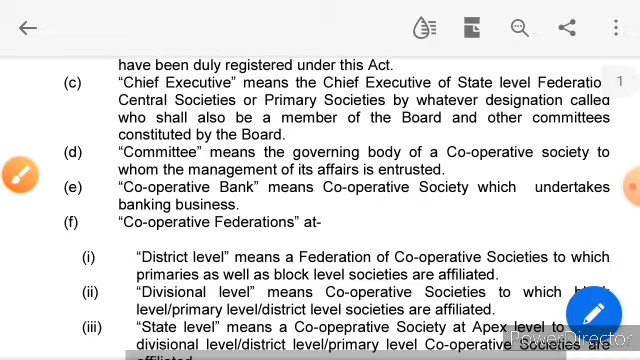 have been duly registered under this Act.
1
(c) “Chief Executive” means the Chief Executive of State level Federation
Central Societies or Primary Societies by whatever designation called
who shall also be a member of the Board and other committees
constituted by the Board.
(d) “Committee” means the governing body of a Co-operative society to
whom the management of its affairs is entrusted.
(e) “Co-operative Bank” means Co-operative Society which undertakes
banking business.
(f) “Co-operative Federations” at-
(i) “District level” means a Federation of Co-operative Societies to which
primaries as well as block level societies are affiliated.
(ii) “Divisional level” means Co-operative Societies to which block
level/primary level/district level societies are affiliated.
(iii) “State level” means a Co-opeprative Society at Apex level to
divisional level/district level/primary level Co-operative Societies are
affiliated
PowerDirector